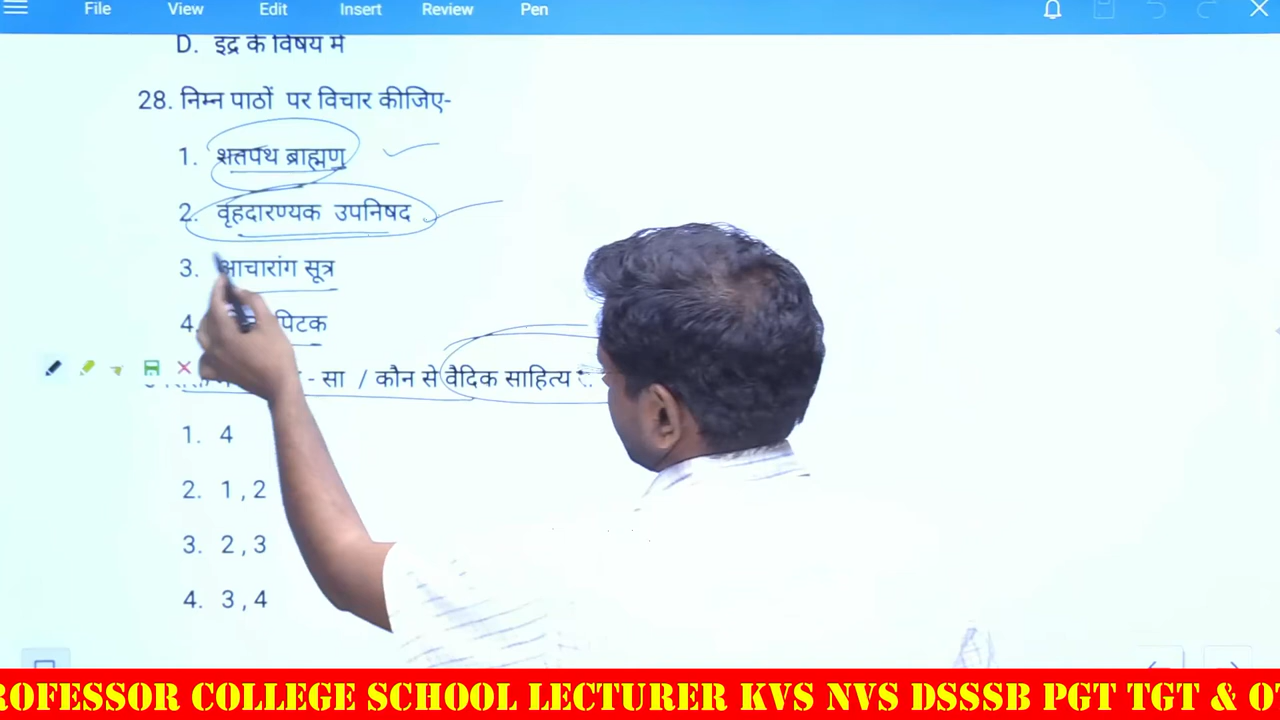 File View Edit Insert Review Pen
D. इंद्र के विषय में
28. निम्न पाठों पर विचार कीजिए-
1. शत्तपथ ब्राह्मण
2. वृहदारण्यक उपनिषद
3. आचारांग सूत्र
4. पिटक
- सा / कौन से वैदिक साहित्य
1. 4
2. 1 , 2
3. 2 , 3
4. 3 , 4
ROFESSOR COLLEGE SCHOOL LECTURER KVS NVS DSSSB PGT TGT & OT